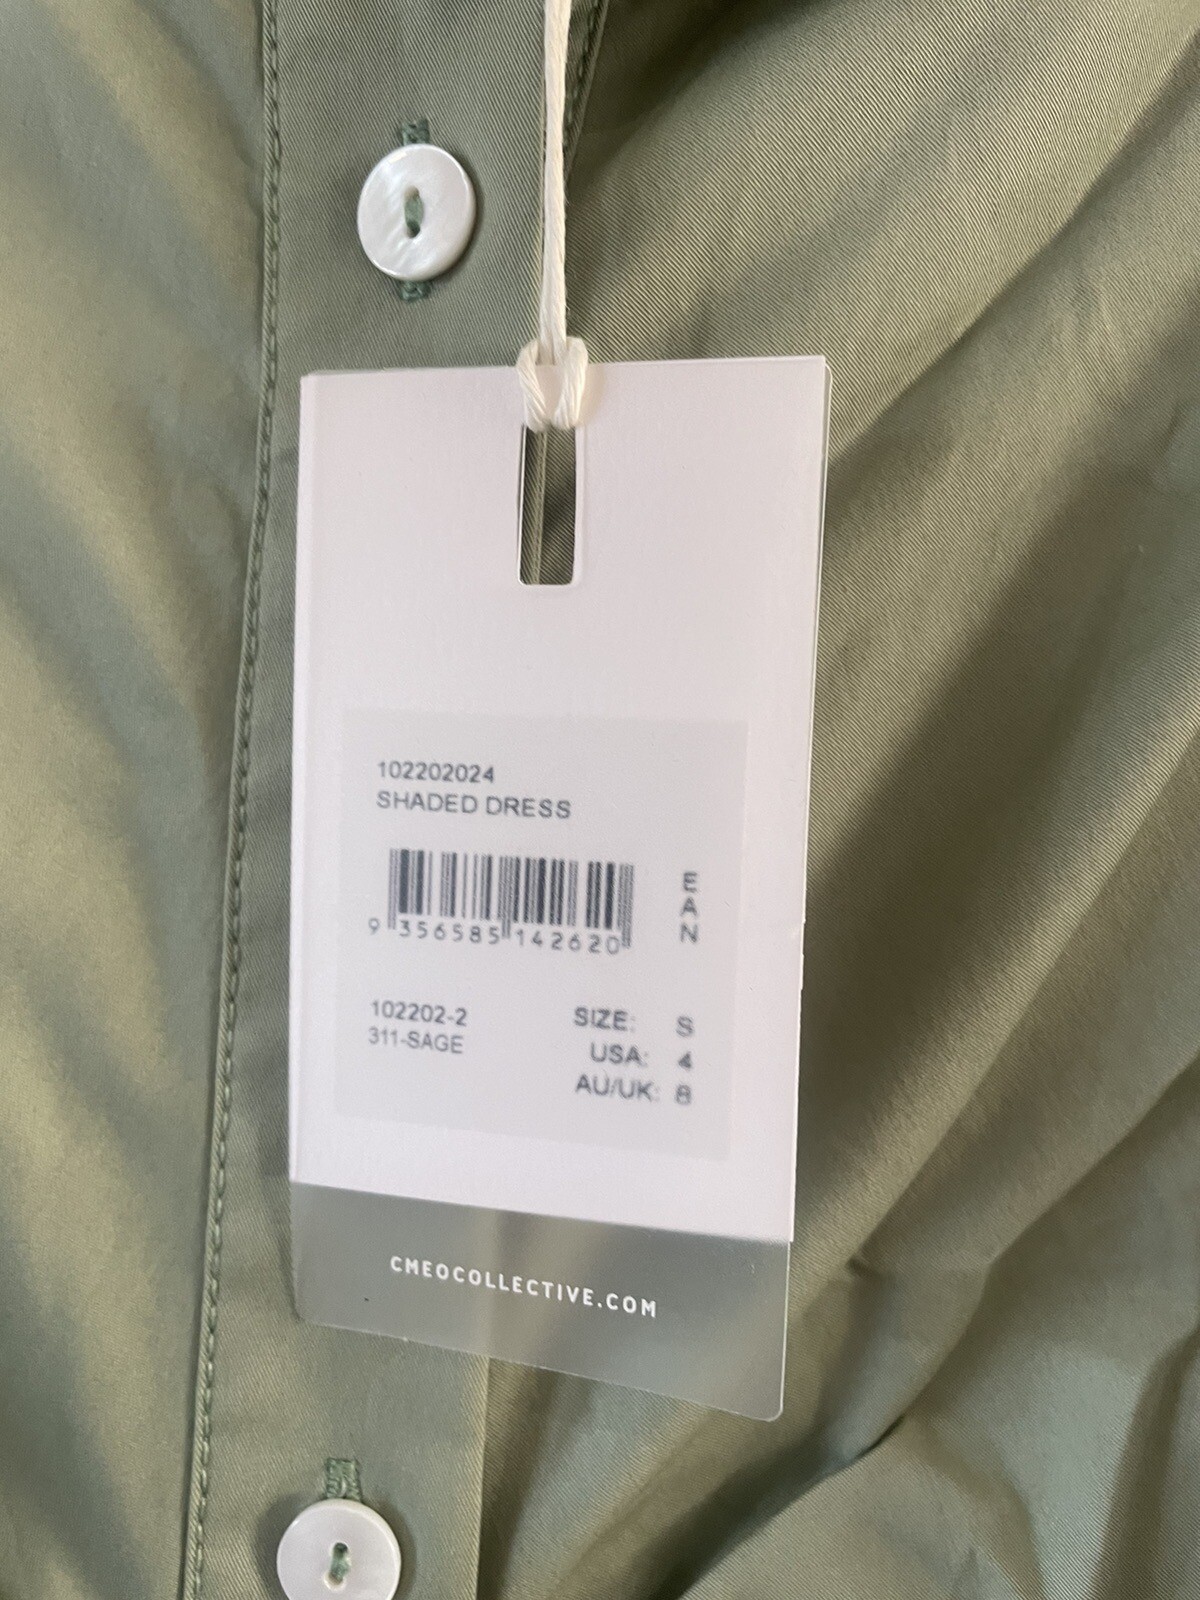 102202024
SHADED DRESS
EAN
9 356585 142620
102202-2
311-SAGE
SIZE: S
USA: 4
AU/UK: 8
CMEOCOLLECTIVE.COM